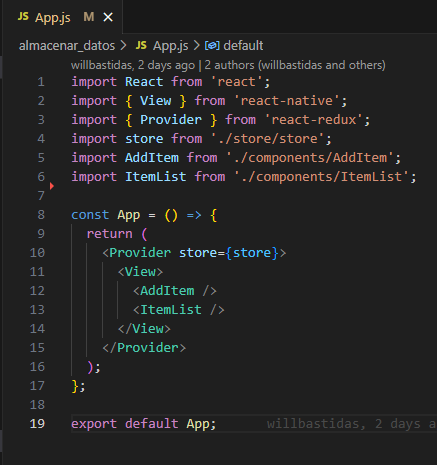 JS App.js M ×
almacenar_datos > JS App.js > default
willbastidas, 2 days ago | 2 authors (willbastidas and others)
1 import React from 'react';
2 import { View } from 'react-native';
3 import { Provider } from 'react-redux';
4 import store from './store/store';
5 import AddItem from './components/AddItem';
6 import ItemList from './components/ItemList';
7
8 const App = () => {
9 return (
10 <Provider store={store}>
11 <View>
12 <AddItem />
13 <ItemList />
14 </View>
15 </Provider>
16 );
17 };
18
19 export default App; willbastidas, 2 days a